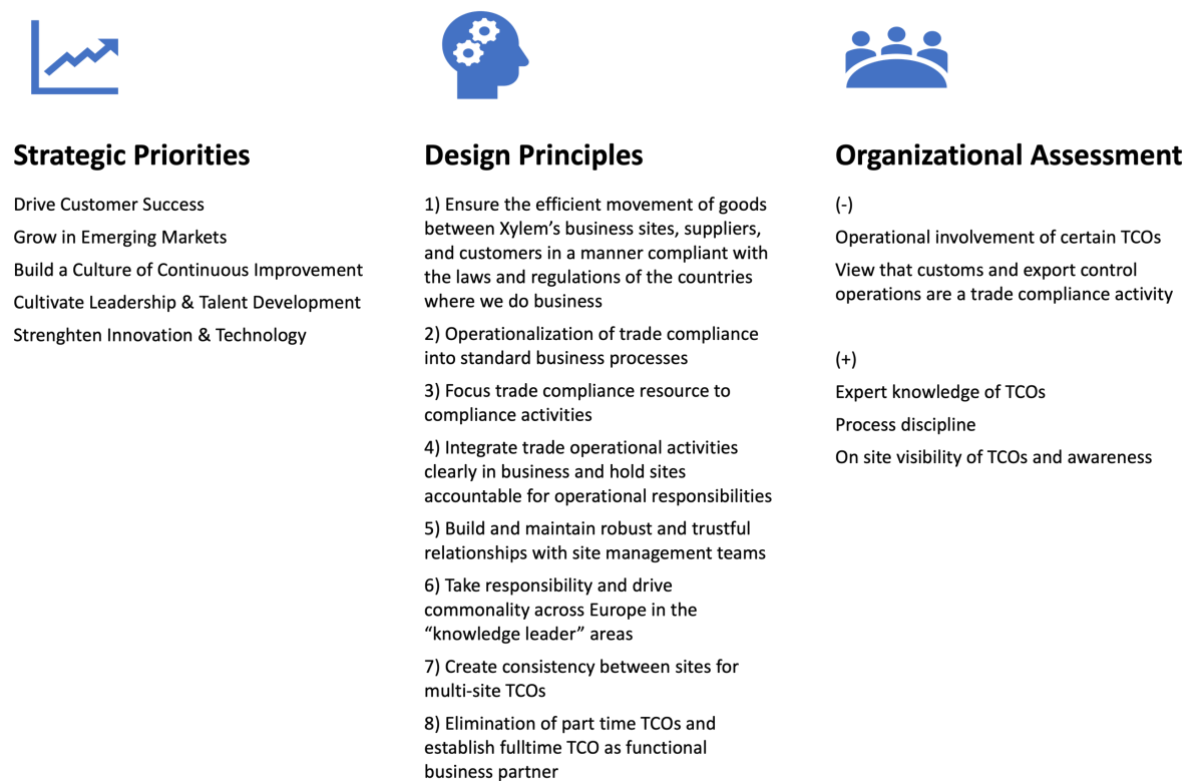 Strategic Priorities
Drive Customer Success
Grow in Emerging Markets
Build a Culture of Continuous Improvement
Cultivate Leadership & Talent Development
Strenghten Innovation & Technology
Design Principles
1) Ensure the efficient movement of goods
between Xylem’s business sites, suppliers,
and customers in a manner compliant with
the laws and regulations of the countries
where we do business
2) Operationalization of trade compliance
into standard business processes
3) Focus trade compliance resource to
compliance activities
4) Integrate trade operational activities
clearly in business and hold sites
accountable for operational responsibilities
5) Build and maintain robust and trustful
relationships with site management teams
6) Take responsibility and drive
commonality across Europe in the
“knowledge leader” areas
7) Create consistency between sites for
multi-site TCOs
8) Elimination of part time TCOs and
establish fulltime TCO as functional
business partner
Organizational Assessment
(-)
Operational involvement of certain TCOs
View that customs and export control
operations are a trade compliance activity
(+)
Expert knowledge of TCOs
Process discipline
On site visibility of TCOs and awareness